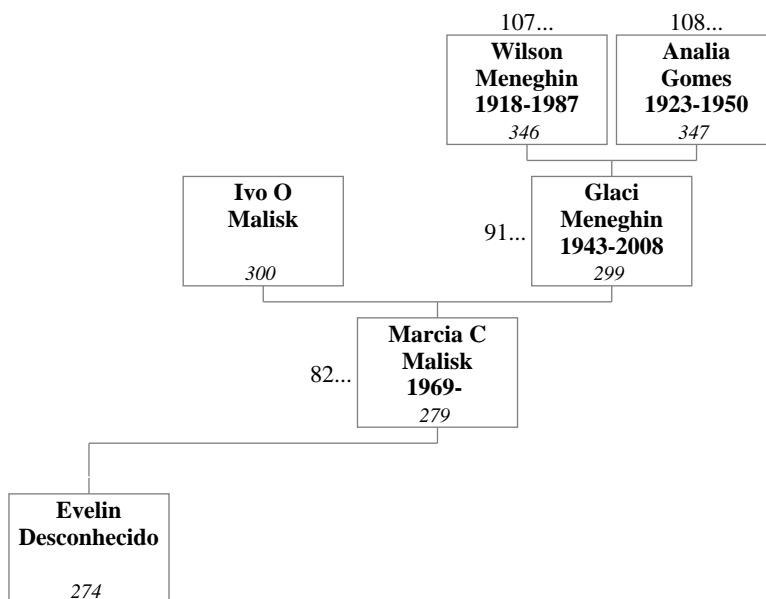 107...
Wilson
Meneghin
1918-1987
346
108...
Analia
Gomes
1923-1950
347
Ivo O
Malisk
300
91...
Glaci
Meneghin
1943-2008
299
82...
Marcia C
Malisk
1969-
279
Evelin
Desconhecido
274